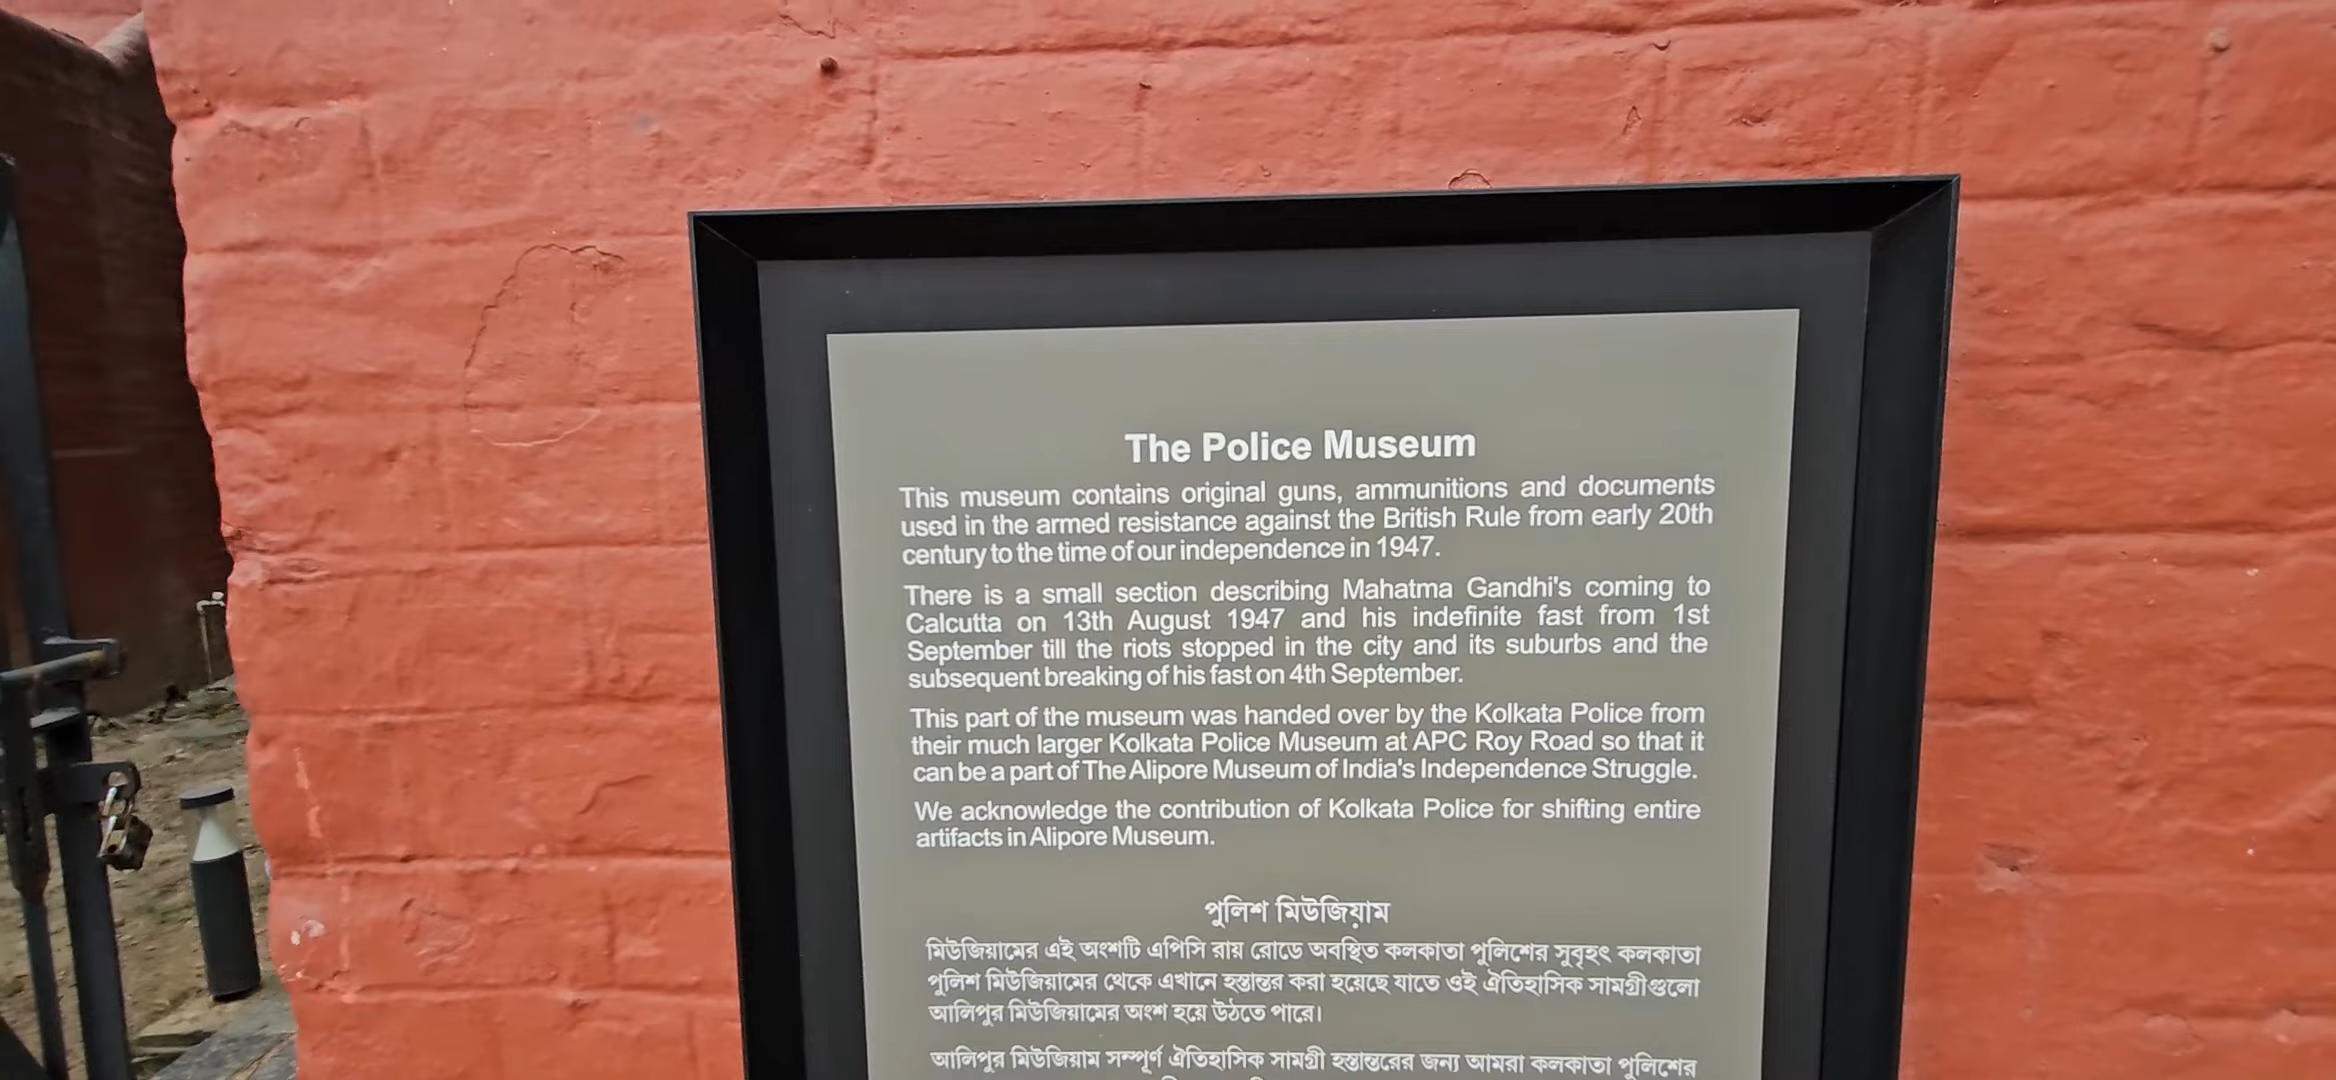 The Police Museum
This museum contains original guns, ammunitions and documents
used in the armed resistance against the British Rule from early 20th
century to the time of our independence in 1947.
There is a small section describing Mahatma Gandhi's coming to
Calcutta on 13th August 1947 and his indefinite fast from 1st
September till the riots stopped in the city and its suburbs and the
subsequent breaking of his fast on 4th September.
This part of the museum was handed over by the Kolkata Police from
their much larger Kolkata Police Museum at APC Roy Road so that it
can be a part of The Alipore Museum of India's Independence Struggle.
We acknowledge the contribution of Kolkata Police for shifting entire
artifacts in Alipore Museum.
পুলিশ মিউজিয়াম
মিউজিয়ামের এই অংশটি এপিসি রায় রোডে অবস্থিত কলকাতা পুলিশের সুবৃহৎ কলকাতা
পুলিশ মিউজিয়ামের থেকে এখানে হস্তান্তর করা হয়েছে যাতে ওই ঐতিহাসিক সামগ্রীগুলো
আলিপুর মিউজিয়ামের অংশ হয়ে উঠতে পারে।
আলিপুর মিউজিয়াম সম্পূর্ণ ঐতিহাসিক সামগ্রী হস্তান্তরের জন্য আমরা কলকাতা পুলিশের